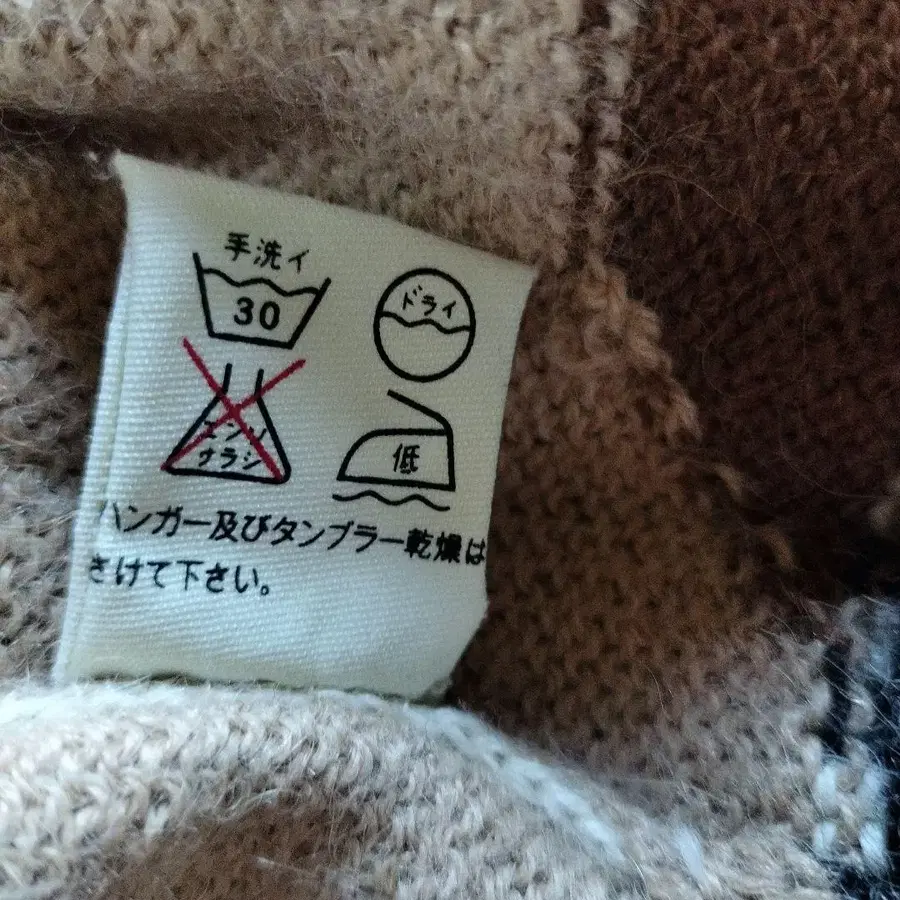 手洗イ
30
ドライ
エンソ
サラシ
低
ハンガー及びタンブラー乾燥は
さけて下さい。